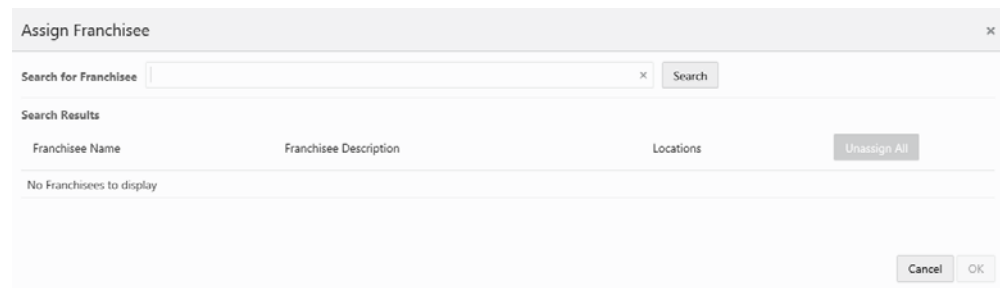 Assign Franchisee ×
Search for Franchisee × Search
Search Results
Franchisee Name Franchisee Description Locations Unassign All
No Franchisees to display
Cancel OK